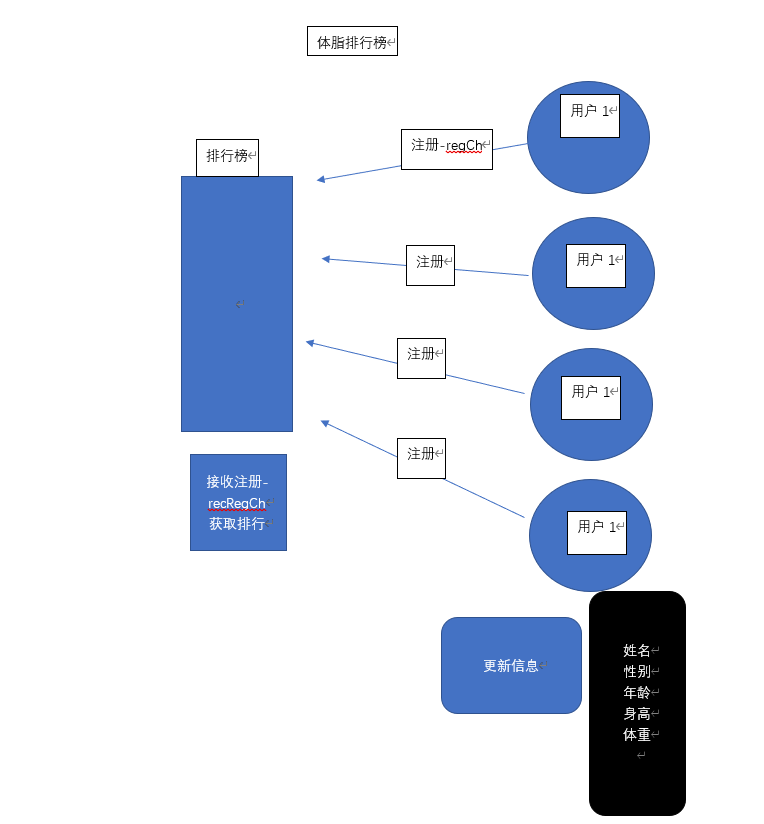 体脂排行榜
用户 1
注册-regCh
排行榜
注册
用户 1
注册
用户 1
注册
接收注册-
recRegCh
获取排行
用户 1
更新信息
姓名
性别
年龄
身高
体重